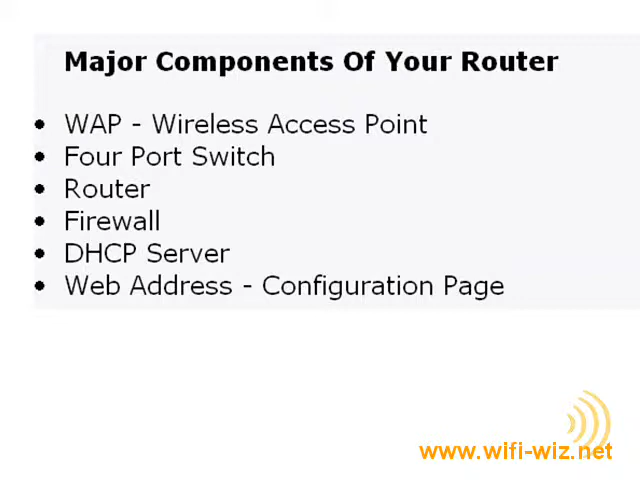 Major Components Of Your Router
• WAP - Wireless Access Point
• Four Port Switch
• Router
• Firewall
• DHCP Server
• Web Address - Configuration Page
www.wifi-wiz.net